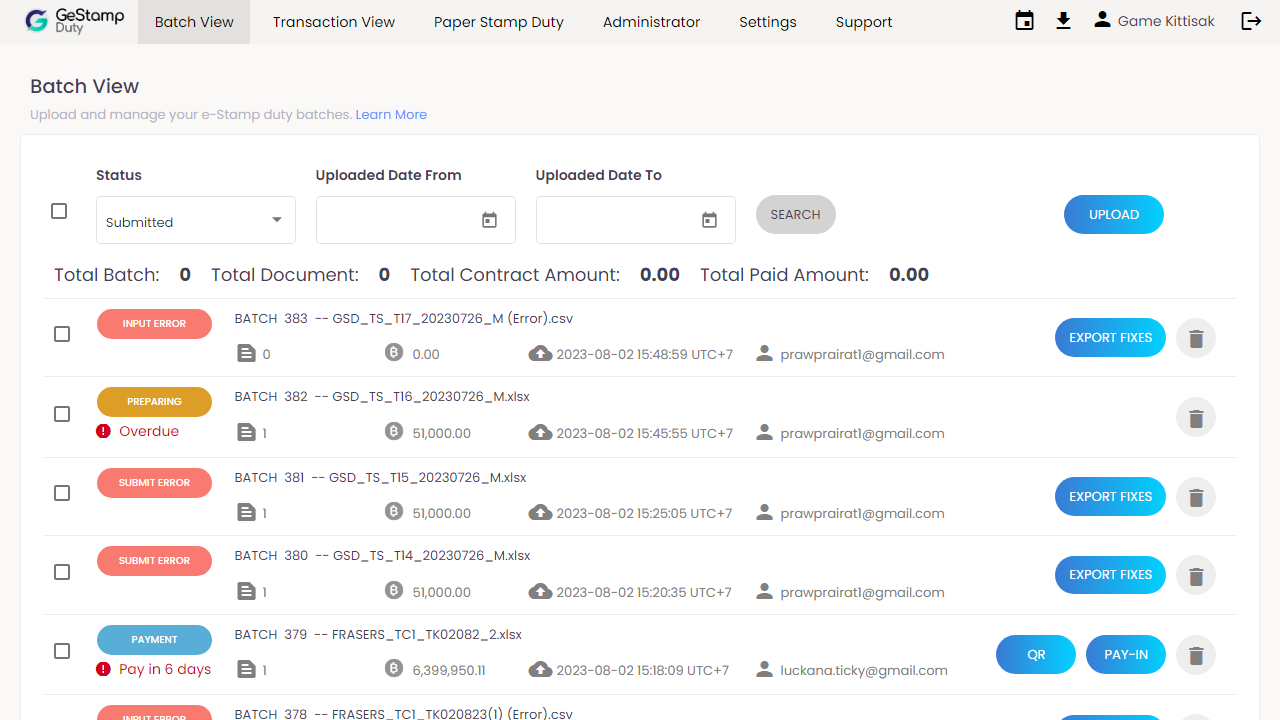 GeStamp
Duty
Batch View
Transaction View
Paper Stamp Duty
Administrator
Settings
Support
Game Kittisak
Batch View
Upload and manage your e-Stamp duty batches. Learn More
Status
Uploaded Date From
Uploaded Date To
Submitted
SEARCH
UPLOAD
Total Batch: 0 Total Document: 0 Total Contract Amount: 0.00 Total Paid Amount: 0.00
INPUT ERROR
BATCH 383 -- GSD_TS_T17_20230726_M (Error).csv
0
0.00
2023-08-02 15:48:59 UTC+7
prawprairat1@gmail.com
EXPORT FIXES
PREPARING
Overdue
BATCH 382 -- GSD_TS_T16_20230726_M.xlsx
1
51,000.00
2023-08-02 15:45:55 UTC+7
prawprairat1@gmail.com
SUBMIT ERROR
BATCH 381 -- GSD_TS_T15_20230726_M.xlsx
1
51,000.00
2023-08-02 15:25:05 UTC+7
prawprairat1@gmail.com
EXPORT FIXES
SUBMIT ERROR
BATCH 380 -- GSD_TS_T14_20230726_M.xlsx
1
51,000.00
2023-08-02 15:20:35 UTC+7
prawprairat1@gmail.com
EXPORT FIXES
PAYMENT
Pay in 6 days
BATCH 379 -- FRASERS_TC1_TK02082_2.xlsx
1
6,399,950.11
2023-08-02 15:18:09 UTC+7
luckana.ticky@gmail.com
QR
PAY-IN
INPUT ERROR
BATCH 378 -- FRASERS_TC1_TK020823(1) (Error).csv